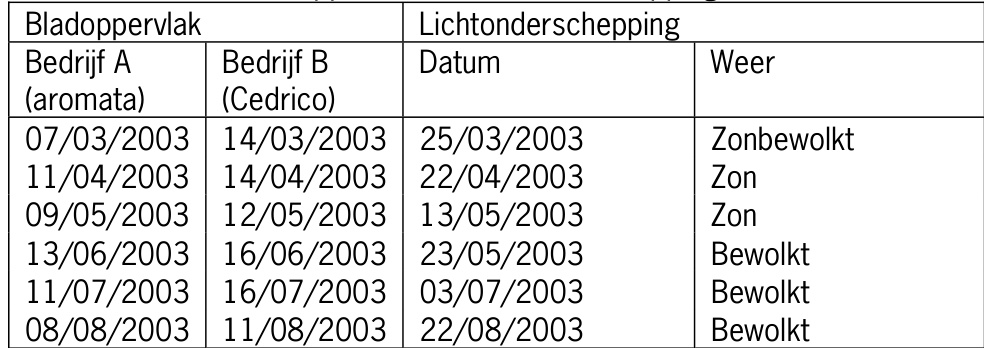 Bladoppervlak Lichtonderschepping
Bedrijf A Bedrijf B Datum Weer
(aromata) (Cedrico)
07/03/2003 14/03/2003 25/03/2003 Zonbewolkt
11/04/2003 14/04/2003 22/04/2003 Zon
09/05/2003 12/05/2003 13/05/2003 Zon
13/06/2003 16/06/2003 23/05/2003 Bewolkt
11/07/2003 16/07/2003 03/07/2003 Bewolkt
08/08/2003 11/08/2003 22/08/2003 Bewolkt